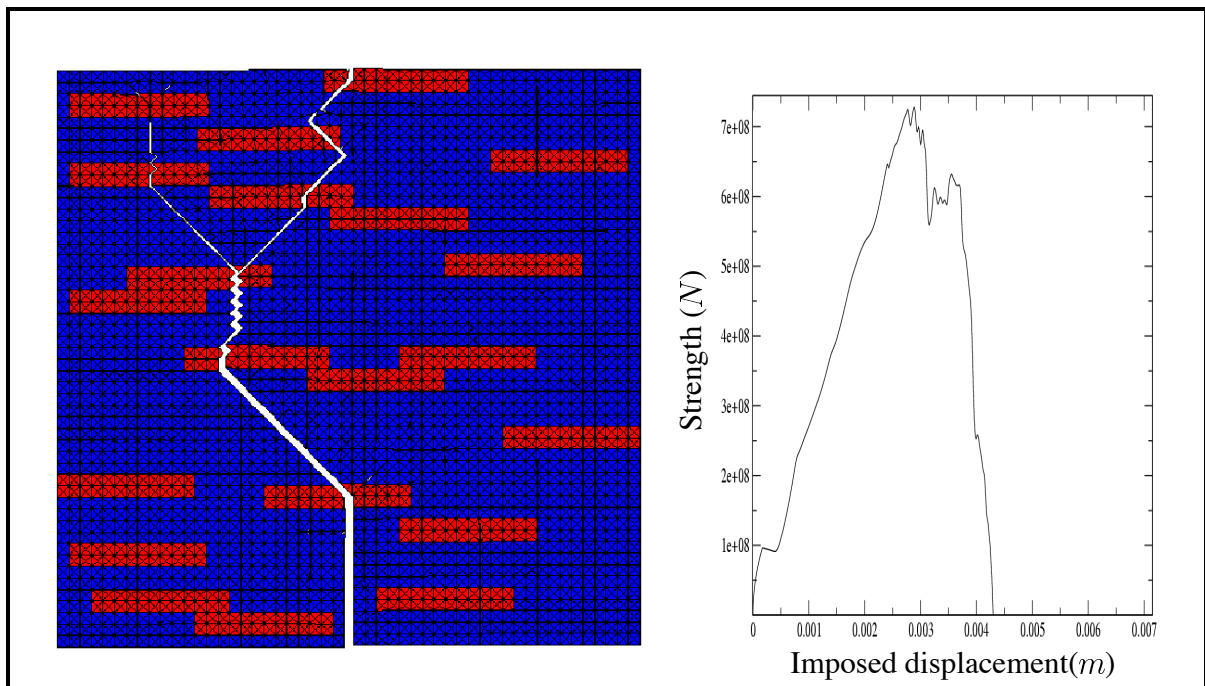 7e+08
6e+08
5e+08
4e+08
3e+08
2e+08
1e+08
Strength (N)
0 0.001 0.002 0.003 0.004 0.005 0.006 0.007
Imposed displacement(m)